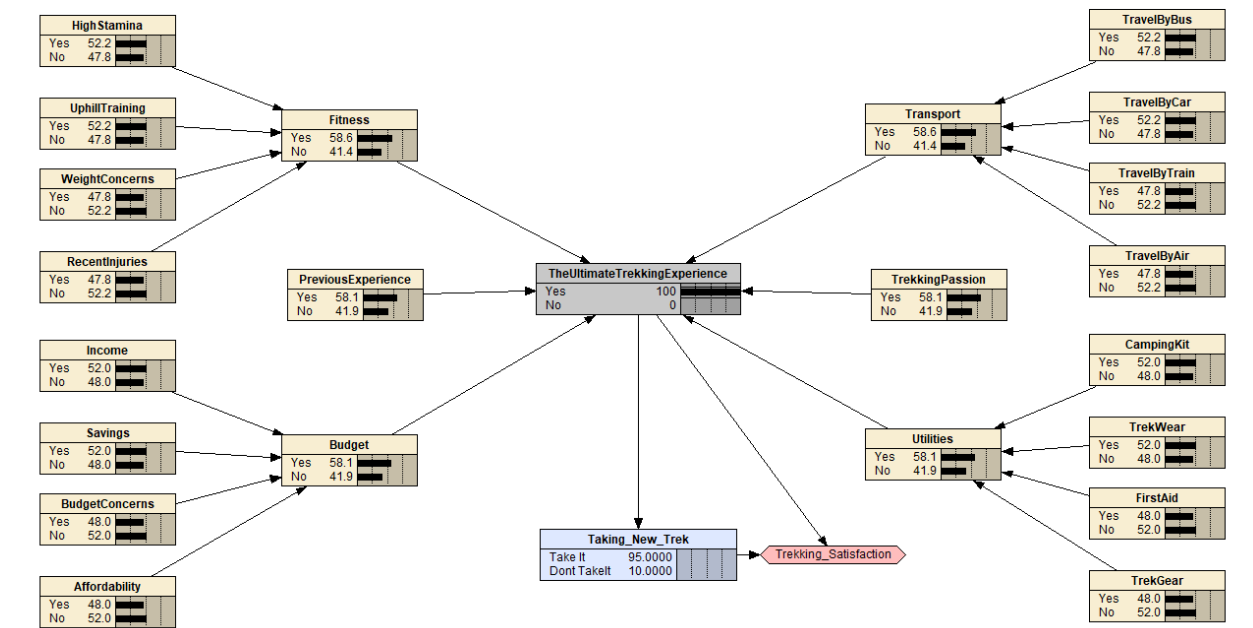 HighStamina
Yes 52.2
No 47.8
TravelByBus
Yes 52.2
No 47.8
UphillTraining
Yes 52.2
No 47.8
Fitness
Yes 58.6
No 41.4
Transport
Yes 58.6
No 41.4
TravelByCar
Yes 52.2
No 47.8
WeightConcerns
Yes 47.8
No 52.2
TravelByTrain
Yes 47.8
No 52.2
RecentInjuries
Yes 47.8
No 52.2
PreviousExperience
Yes 58.1
No 41.9
TheUltimateTrekkingExperience
Yes 100
No 0
TrekkingPassion
Yes 58.1
No 41.9
TravelByAir
Yes 47.8
No 52.2
Income
Yes 52.0
No 48.0
CampingKit
Yes 52.0
No 48.0
Savings
Yes 52.0
No 48.0
Budget
Yes 58.1
No 41.9
Utilities
Yes 58.1
No 41.9
TrekWear
Yes 52.0
No 48.0
BudgetConcerns
Yes 48.0
No 52.0
FirstAid
Yes 48.0
No 52.0
Taking_New_Trek
Take It 95.0000
Dont TakeIt 10.0000
Trekking_Satisfaction
Affordability
Yes 48.0
No 52.0
TrekGear
Yes 48.0
No 52.0